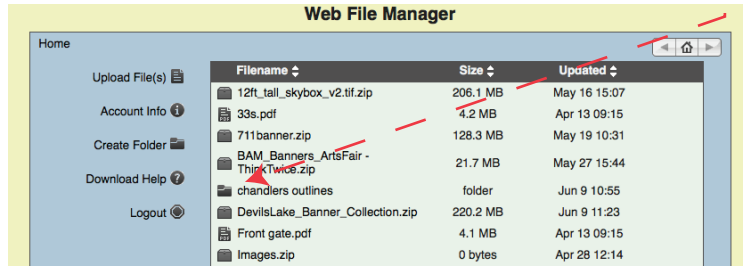 Web File Manager
Home
Upload File(s)
Account Info
Create Folder
Download Help
Logout
Filename Size Updated
12ft_tall_skybox_v2.tif.zip 206.1 MB May 16 15:07
33s.pdf 4.2 MB Apr 13 09:15
711banner.zip 128.3 MB May 19 10:31
BAM_Banners_ArtsFair -
ThinkTwice.zip 21.7 MB May 27 15:44
chandlers outlines folder Jun 9 10:55
DevilsLake_Banner_Collection.zip 220.2 MB Jun 9 11:23
Front gate.pdf 4.1 MB Apr 13 09:15
Images.zip 0 bytes Apr 28 12:14